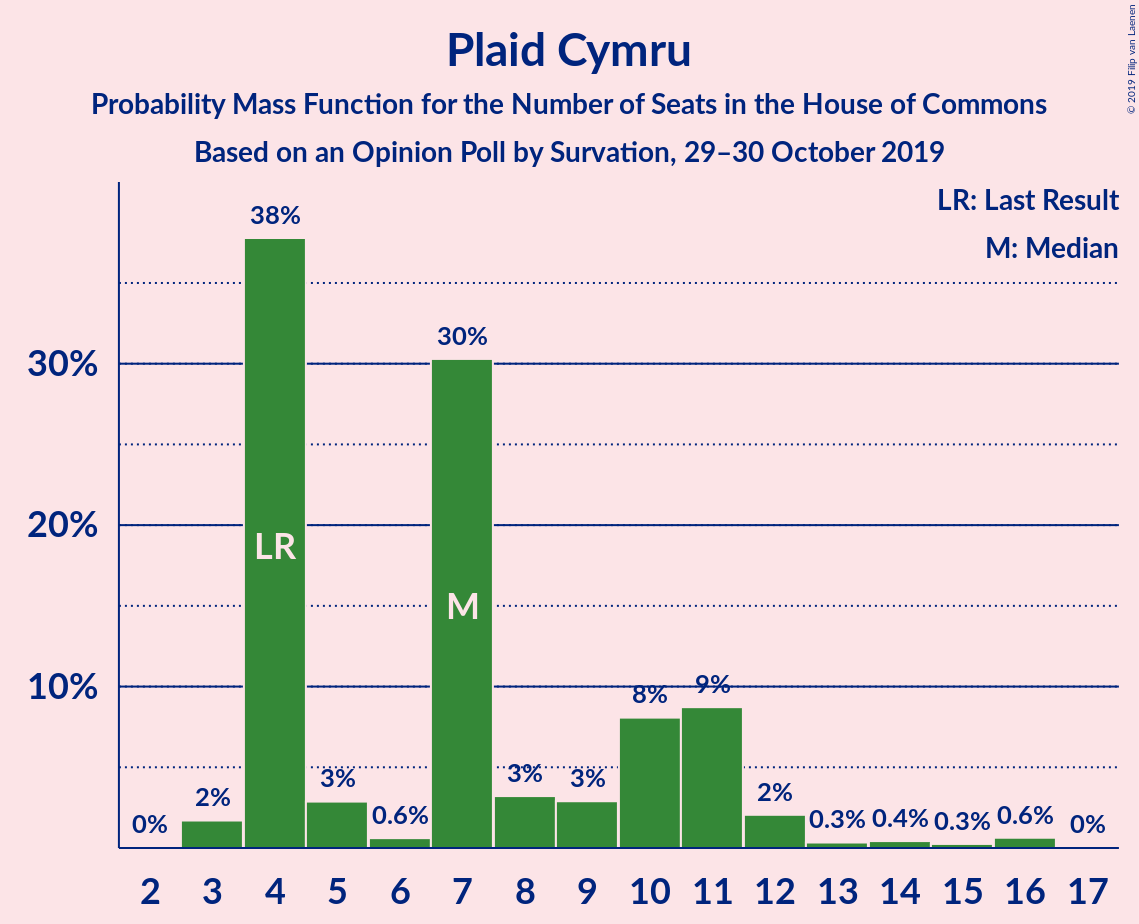 Plaid Cymru
Probability Mass Function for the Number of Seats in the House of Commons
Based on an Opinion Poll by Survation, 29–30 October 2019
© 2019 Filip van Laenen
LR: Last Result
M: Median
38%
30%
30%
20%
LR
M
10%
8%
9%
0%
2%
3%
0.6%
3%
3%
2%
0.3%
0.4%
0.3%
0.6%
0%
2 3 4 5 6 7 8 9 10 11 12 13 14 15 16 17